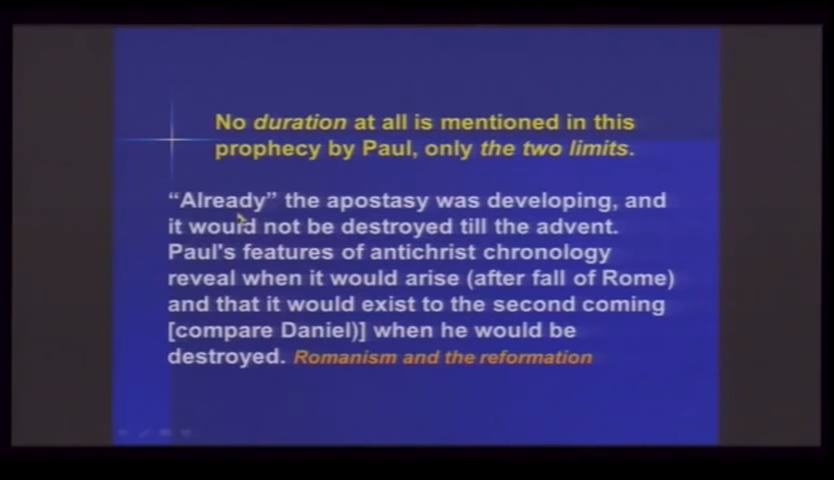 No duration at all is mentioned in this
prophecy by Paul, only the two limits.
“Already” the apostasy was developing, and
it would not be destroyed till the advent.
Paul's features of antichrist chronology
reveal when it would arise (after fall of Rome)
and that it would exist to the second coming
[compare Daniel)] when he would be
destroyed. Romanism and the reformation